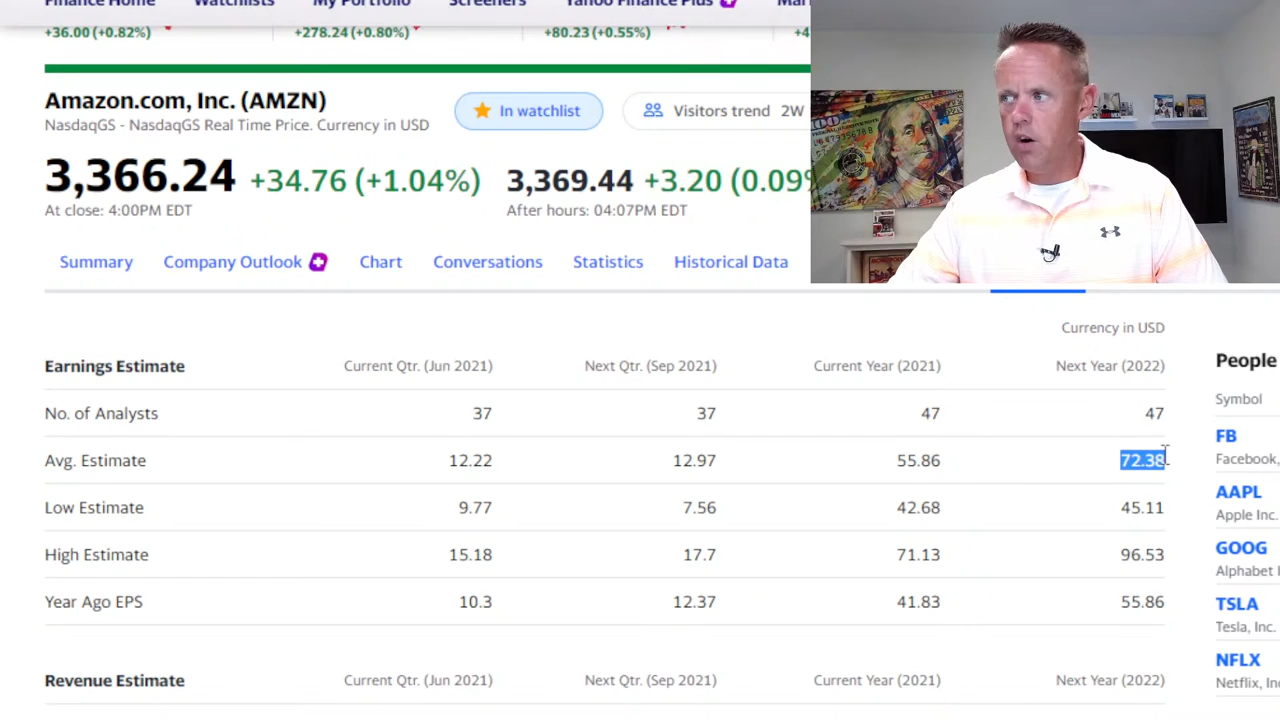 Finance Home Watchlists My Portfolio Screeners Yahoo Finance Plus
+36.00 (+0.82%) +278.24 (+0.80%) +80.23 (+0.55%)
Amazon.com, Inc. (AMZN)
NasdaqGS - NasdaqGS Real Time Price. Currency in USD
In watchlist
Visitors trend 2W
3,366.24 +34.76 (+1.04%) 3,369.44 +3.20 (0.09%
At close: 4:00PM EDT After hours: 04:07PM EDT
Summary Company Outlook Chart Conversations Statistics Historical Data
Currency in USD
Earnings Estimate Current Qtr. (Jun 2021) Next Qtr. (Sep 2021) Current Year (2021) Next Year (2022)
No. of Analysts 37 37 47 47
Avg. Estimate 12.22 12.97 55.86 72.38
Low Estimate 9.77 7.56 42.68 45.11
High Estimate 15.18 17.7 71.13 96.53
Year Ago EPS 10.3 12.37 41.83 55.86
Revenue Estimate Current Qtr. (Jun 2021) Next Qtr. (Sep 2021) Current Year (2021) Next Year (2022)
People
Symbol
FB
Facebook,
AAPL
Apple Inc.
GOOG
Alphabet I
TSLA
Tesla, Inc.
NFLX
Netflix, Inc